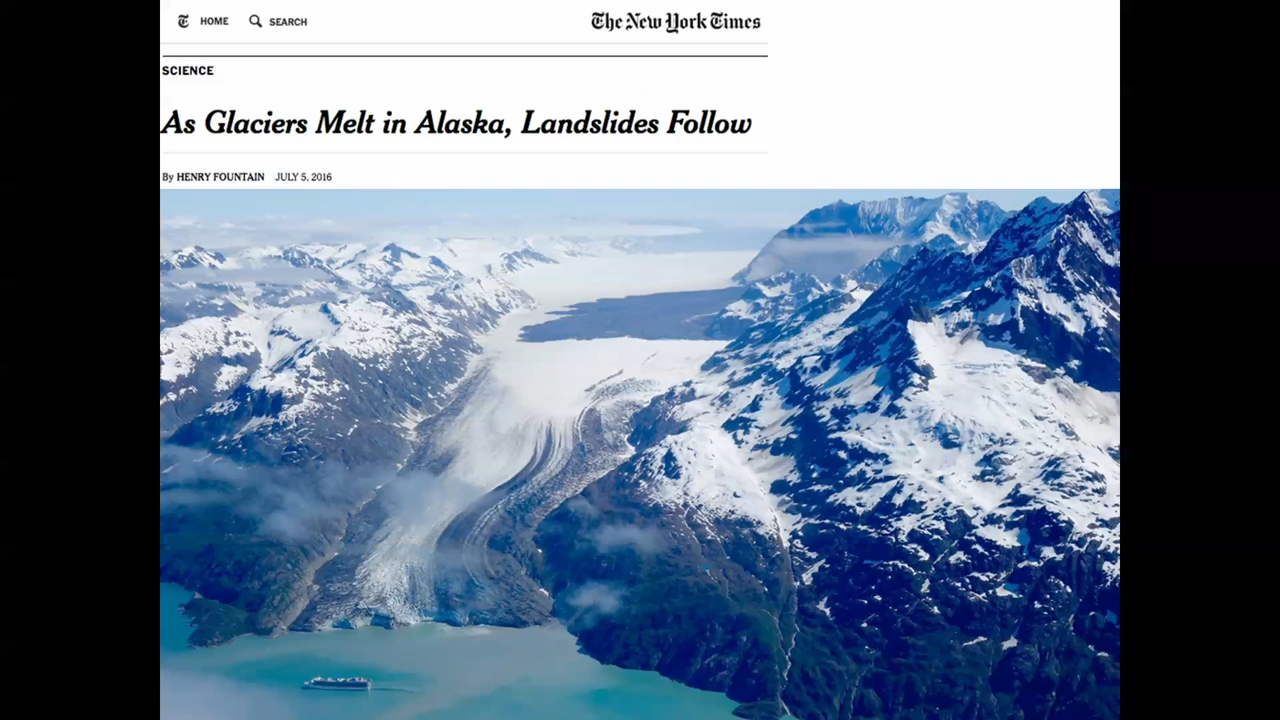 HOME SEARCH The New York Times
SCIENCE
As Glaciers Melt in Alaska, Landslides Follow
By HENRY FOUNTAIN JULY 5, 2016